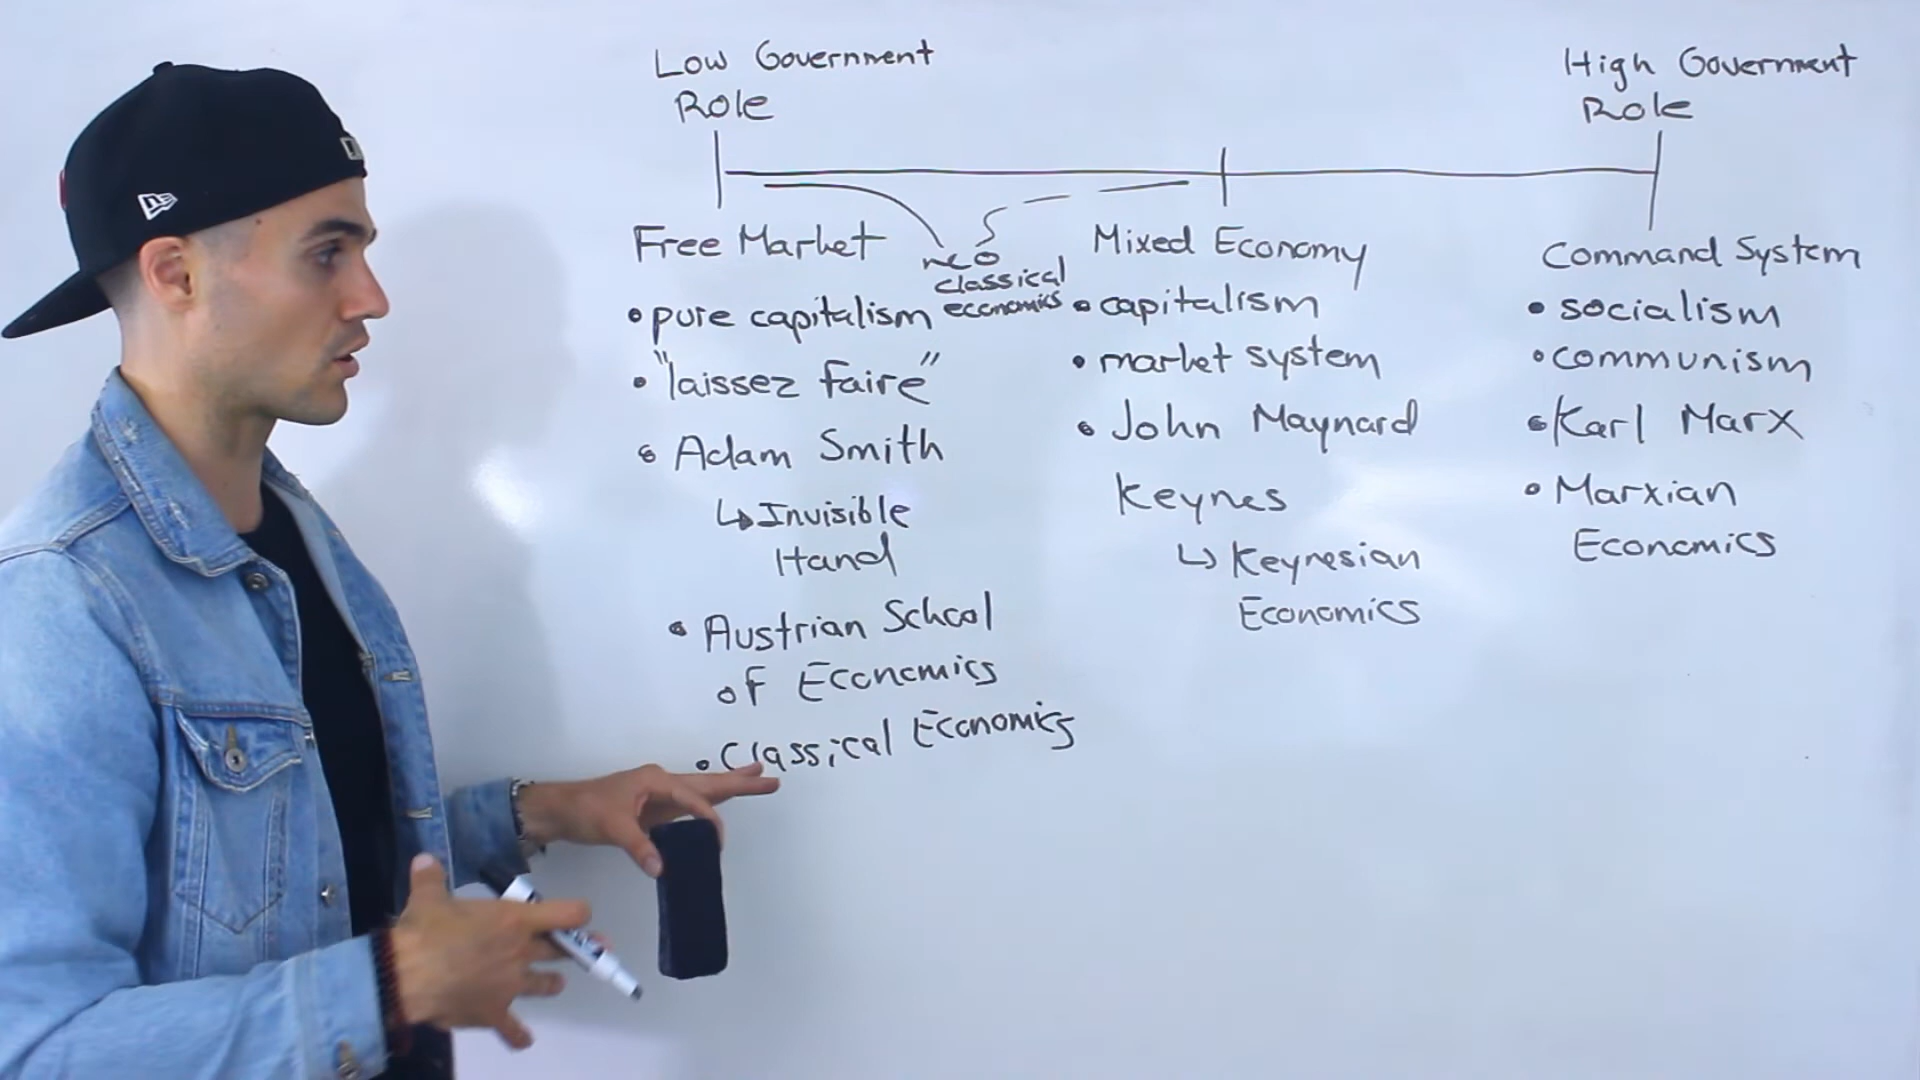 Low Government
Role
High Government
Role
Free Market
• pure capitalism
• "laissez faire"
• Adam Smith
↳ Invisible
Hand
• Austrian School
of Economics
• Classical Economics
neo
classical
economics
Mixed Economy
• capitalism
• market system
• John Maynard
Keynes
↳ Keynesian
Economics
Command System
• socialism
• communism
• Karl Marx
• Marxian
Economics